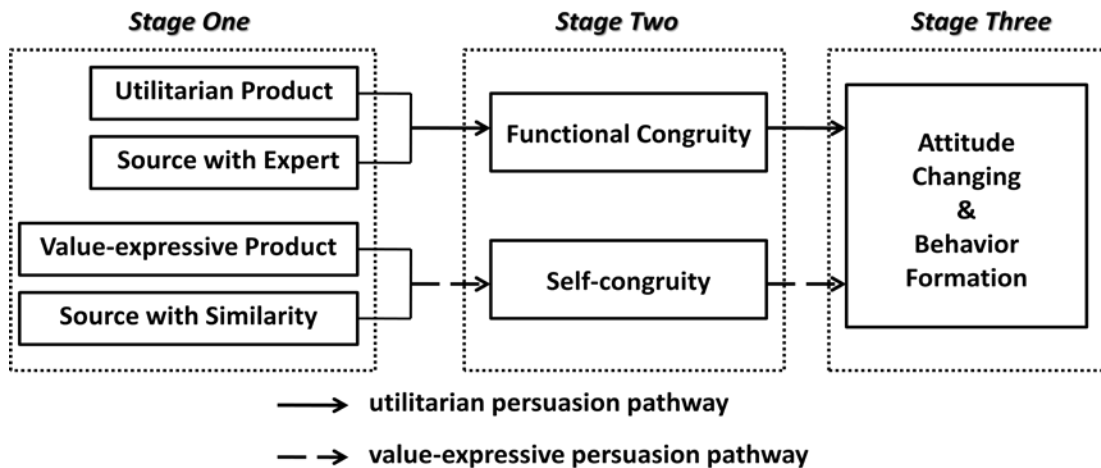 Stage One
Stage Two
Stage Three
Utilitarian Product
Source with Expert
Value-expressive Product
Source with Similarity
Functional Congruity
Self-congruity
Attitude
Changing
&
Behavior
Formation
utilitarian persuasion pathway
value-expressive persuasion pathway